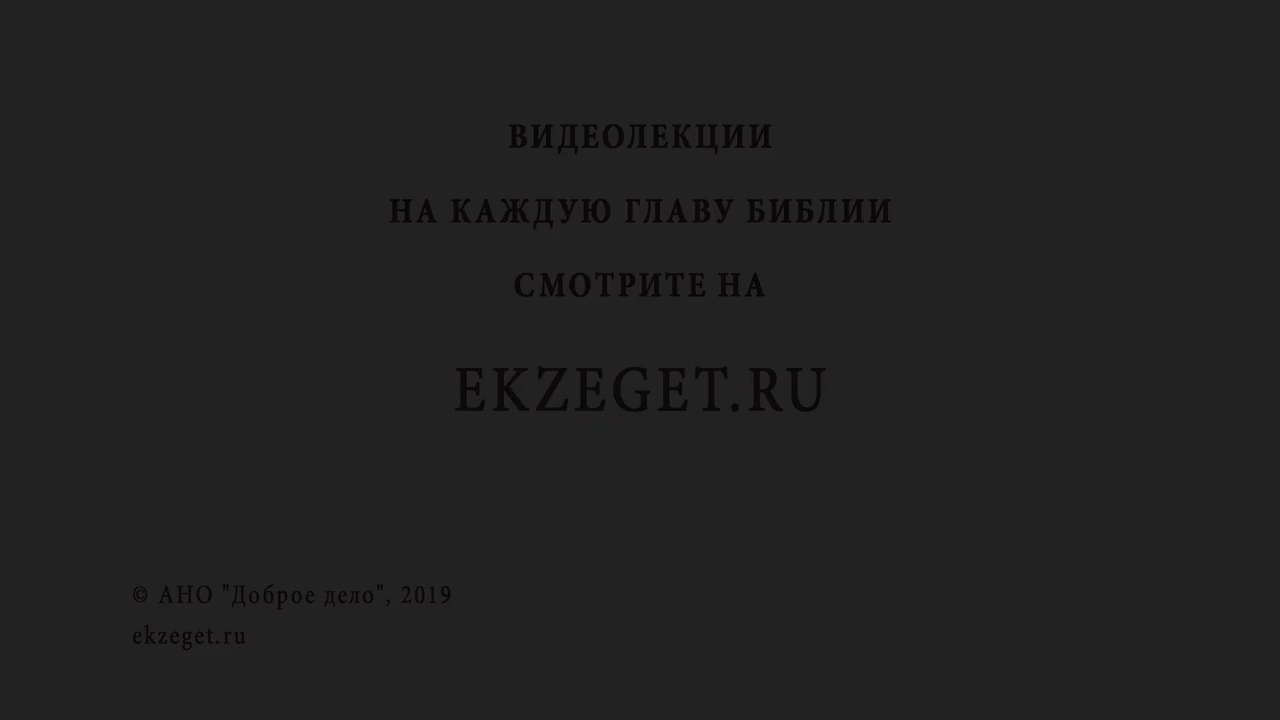 ВИДЕОЛЕКЦИИ
НА КАЖДУЮ ГЛАВУ БИБЛИИ
СМОТРИТЕ НА
EKZEGET.RU
© АНО "Доброе дело", 2019
ekzeget.ru